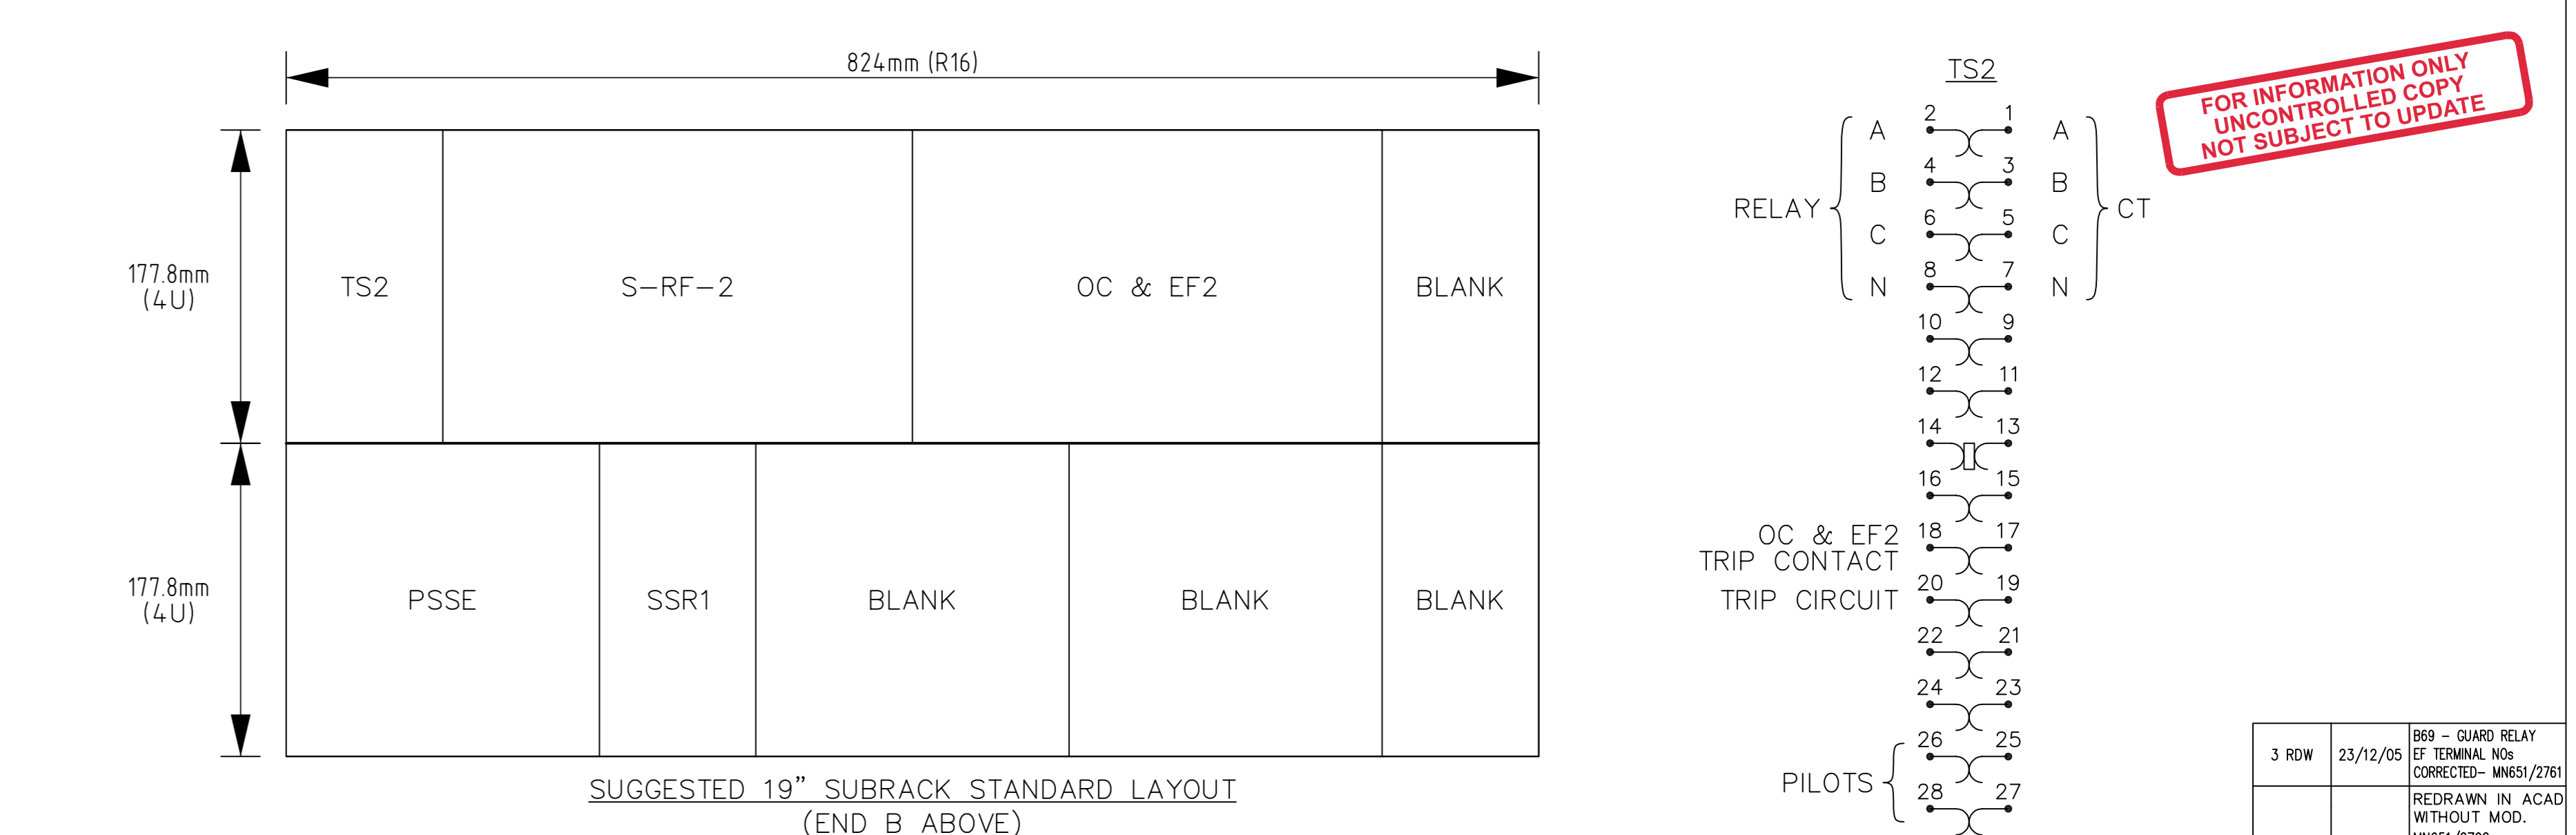 824mm (R16)
177.8mm
(4U)
TS2
S-RF-2
OC & EF2
BLANK
177.8mm
(4U)
PSSE
SSR1
BLANK
BLANK
BLANK
SUGGESTED 19” SUBRACK STANDARD LAYOUT
(END B ABOVE)
TS2
RELAY
CT
A 2 1 A
B 4 3 B
C 6 5 C
N 8 7 N
10 9
12 11
14 13
16 15
OC & EF2 18 17
TRIP CONTACT
TRIP CIRCUIT 20 19
22 21
24 23
26 25
PILOTS
28 27
FOR INFORMATION ONLY
UNCONTROLLED COPY
NOT SUBJECT TO UPDATE
3 RDW 23/12/05 B69 - GUARD RELAY
EF TERMINAL NOs
CORRECTED- MN651/2761
REDRAWN IN ACAD
WITHOUT MOD.